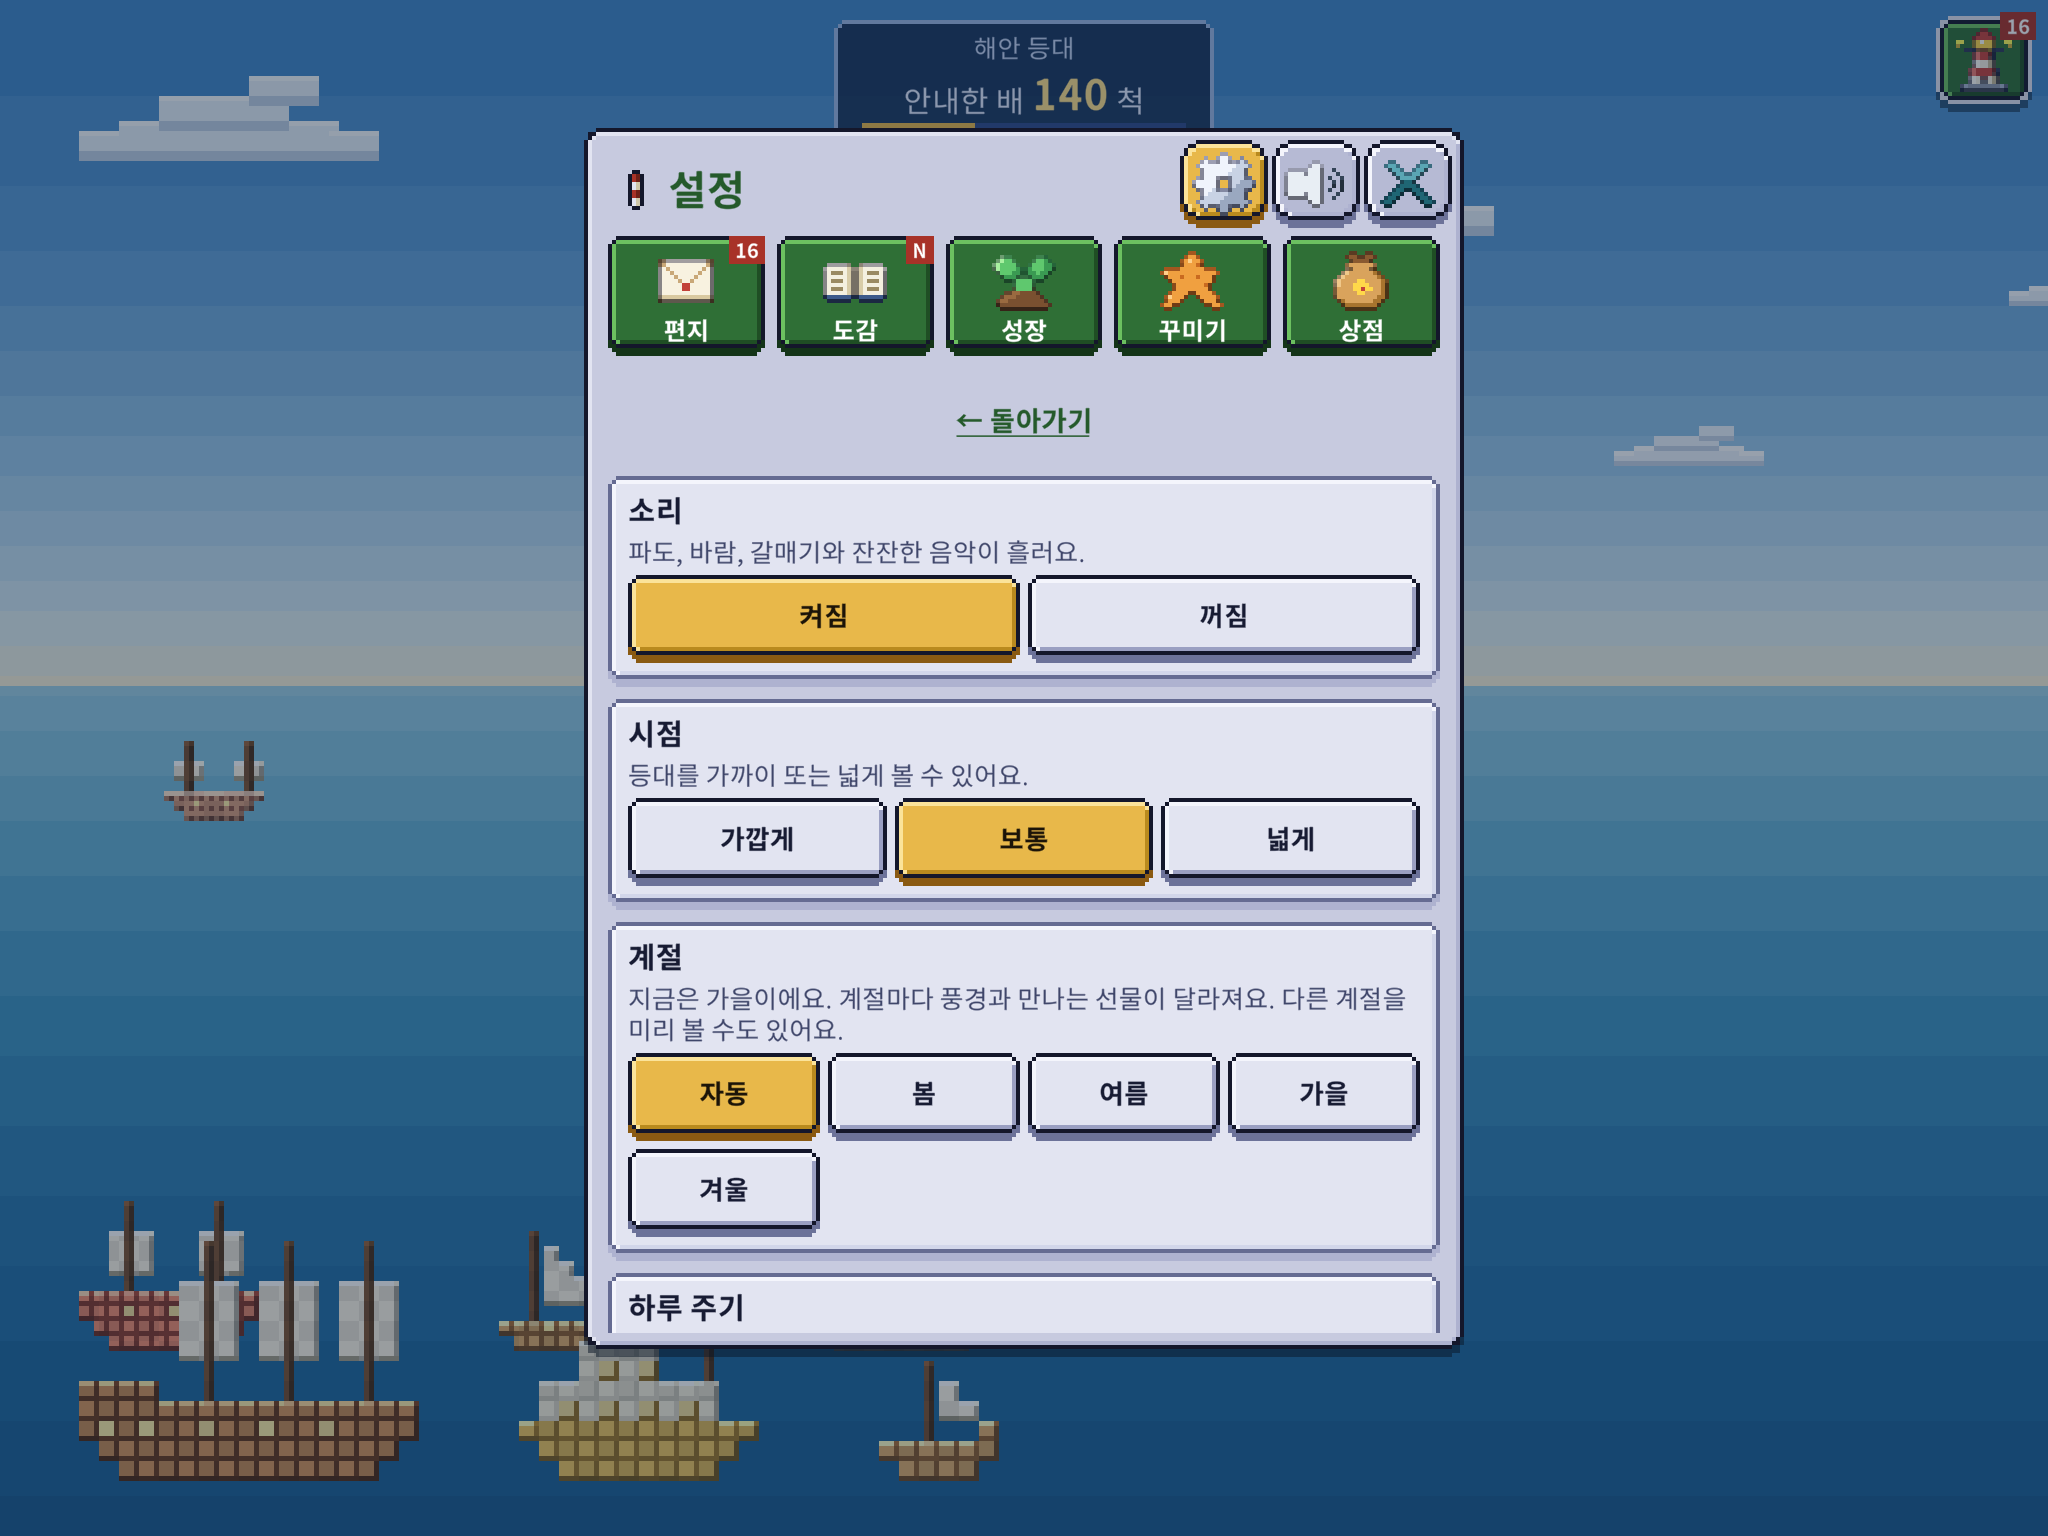 해안 등대
안내한 배 140 척
16
설정
16
편지
N
도감
성장
꾸미기
상점
← 돌아가기
소리
파도, 바람, 갈매기와 잔잔한 음악이 흘러요.
켜짐
꺼짐
시점
등대를 가까이 또는 넓게 볼 수 있어요.
가깝게
보통
넓게
계절
지금은 가을이에요. 계절마다 풍경과 만나는 선물이 달라져요. 다른 계절을
미리 볼 수도 있어요.
자동
봄
여름
가을
겨울
하루 주기